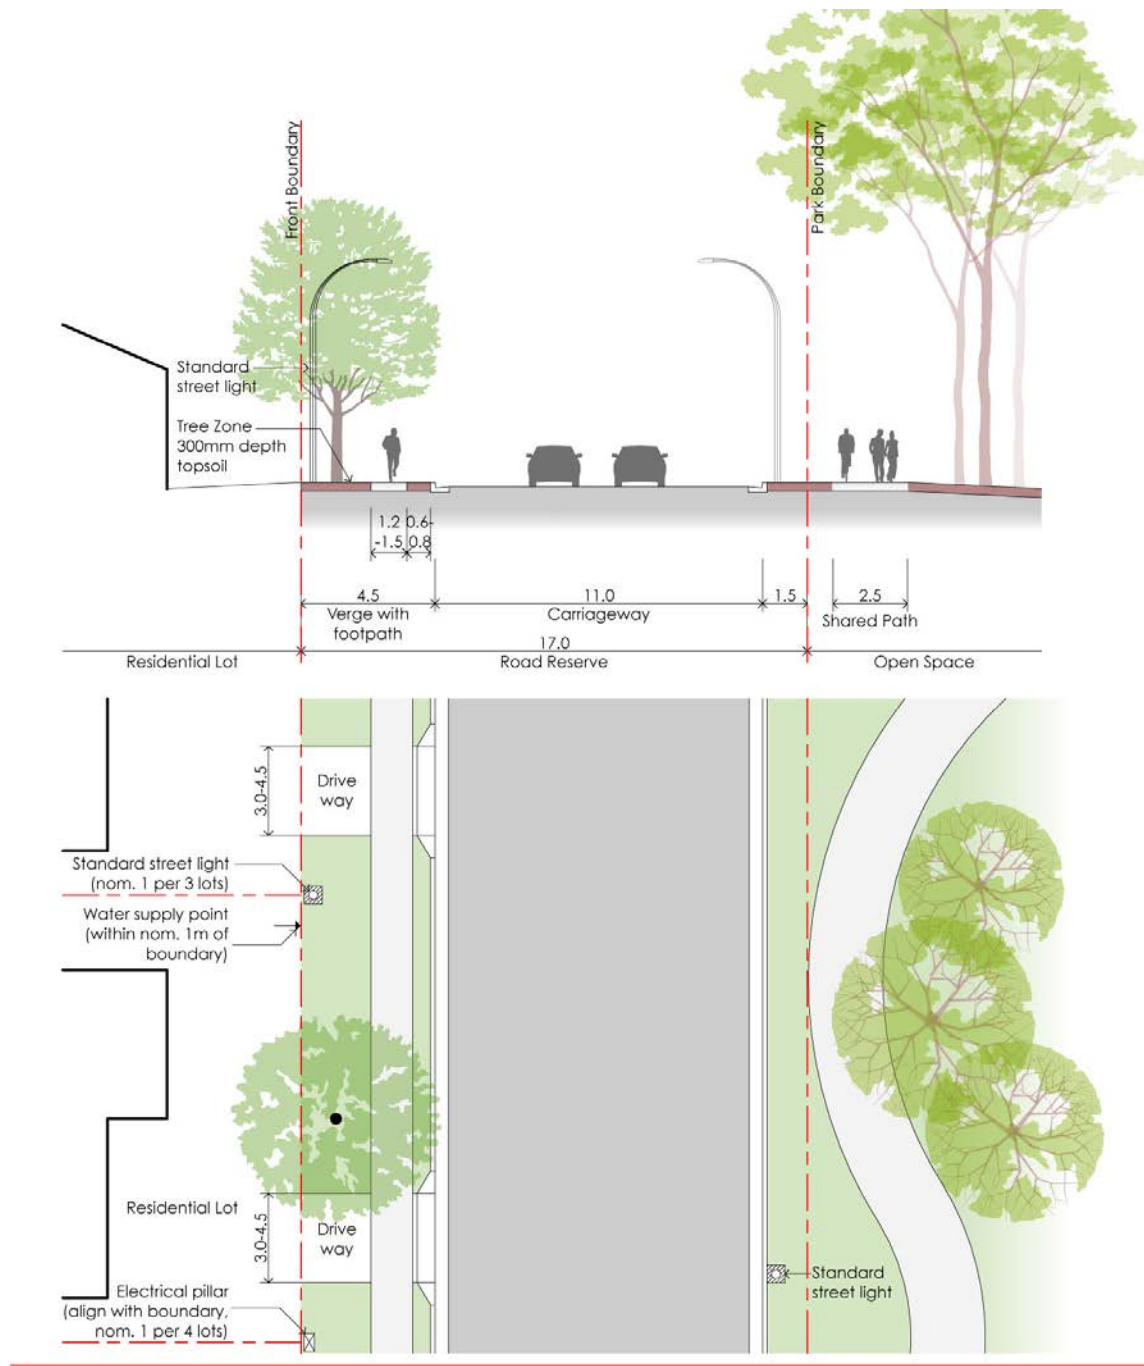 Front Boundary
Park Boundary
Standard
street light
Tree Zone
300mm depth
topsoil
1.2 0.6-
-1.5 0.8
4.5
11.0
1.5
2.5
Verge with
footpath
Carriageway
Shared Path
17.0
Residential Lot
Road Reserve
Open Space
3.0-4.5
Drive
way
Standard street light
(nom. 1 per 3 lots)
Water supply point
(within nom. 1m of
boundary)
Residential Lot
3.0-4.5
Drive
way
Standard
street light
Electrical pillar
(align with boundary,
nom. 1 per 4 lots)